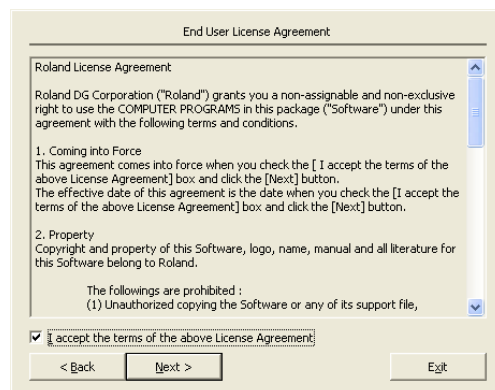 End User License Agreement
Roland License Agreement
Roland DG Corporation ("Roland") grants you a non-assignable and non-exclusive
right to use the COMPUTER PROGRAMS in this package ("Software") under this
agreement with the following terms and conditions.
1. Coming into Force
This agreement comes into force when you check the [ I accept the terms of the
above License Agreement] box and click the [Next] button.
The effective date of this agreement is the date when you check the [I accept the
terms of the above License Agreement] box and click the [Next] button.
2. Property
Copyright and property of this Software, logo, name, manual and all literature for
this Software belong to Roland.
The followings are prohibited :
(1) Unauthorized copying the Software or any of its support file,
I accept the terms of the above License Agreement
< Back Next > Exit